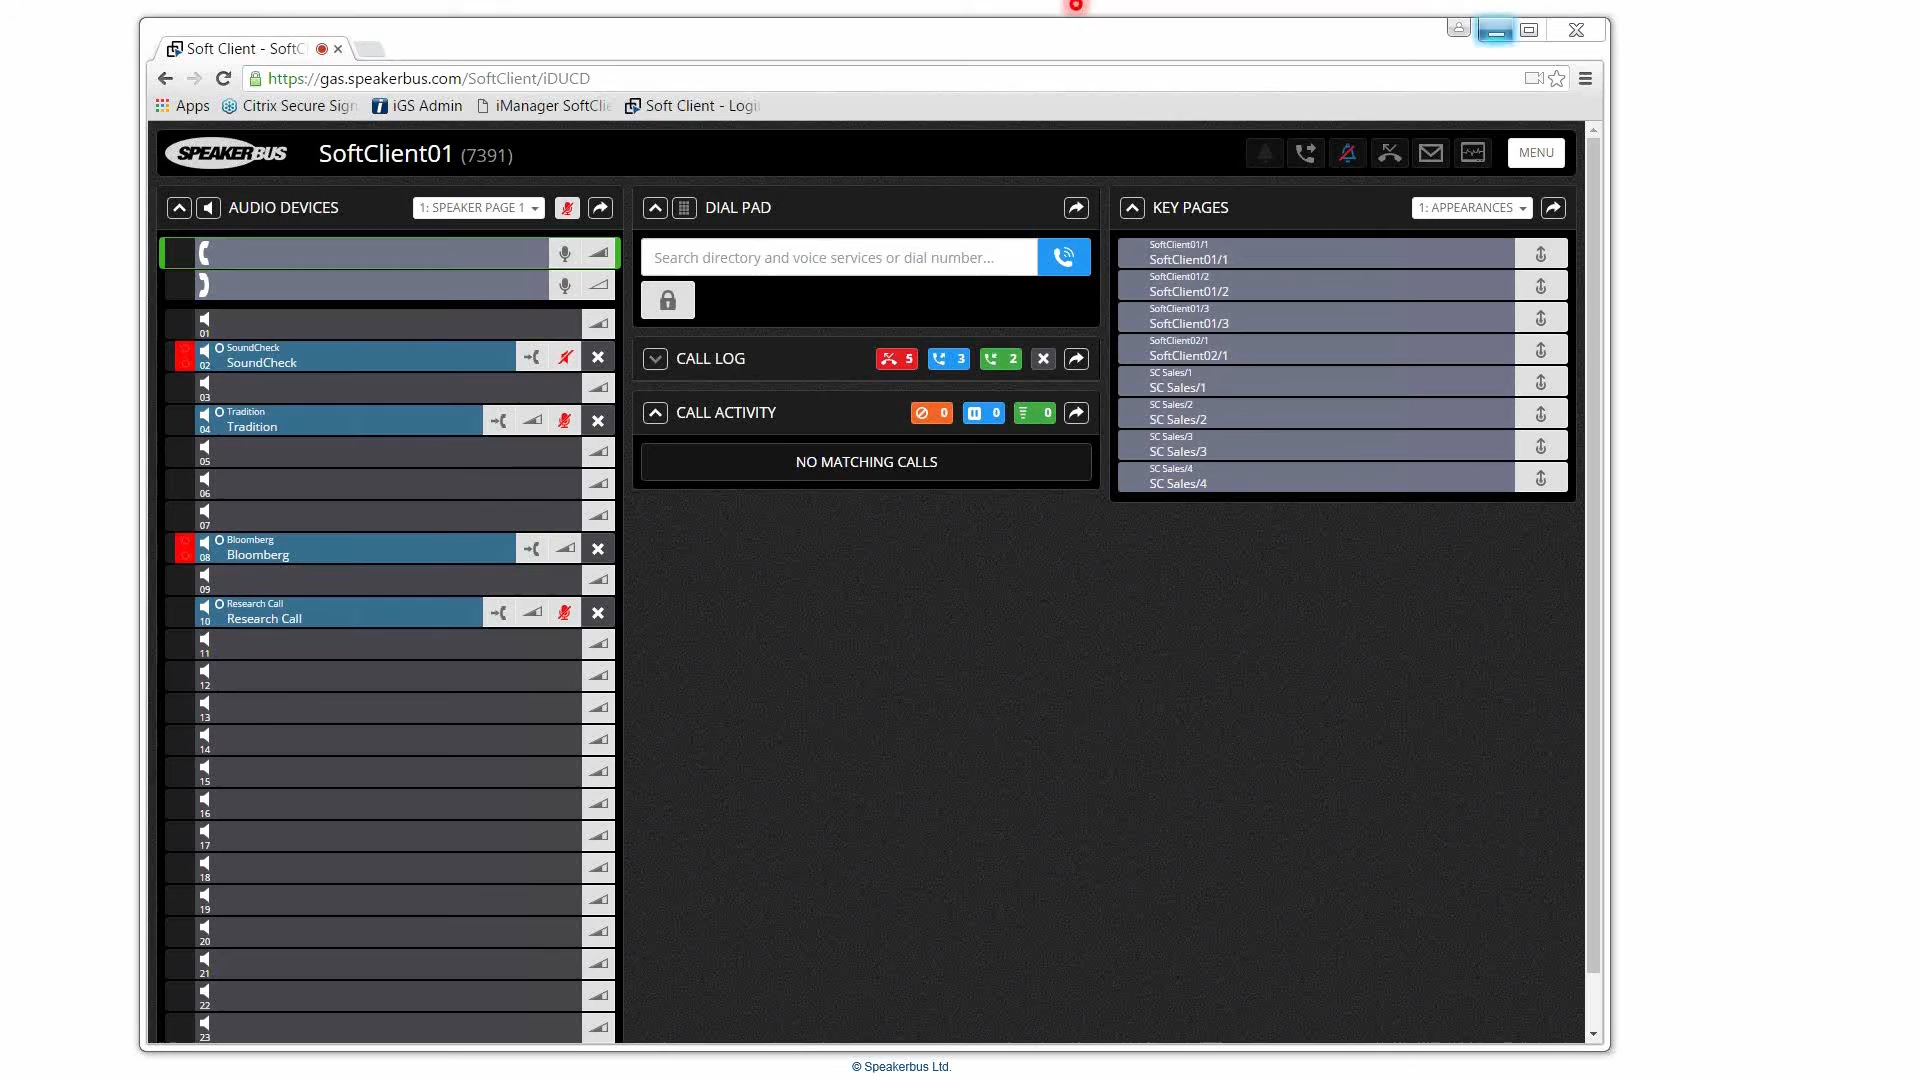 Soft Client - SoftC
https://gas.speakerbus.com/SoftClient/iDUCD
Apps
Citrix Secure Sign
iGS Admin
iManager SoftClie
Soft Client - Login
SPEAKERBUS
SoftClient01 (7391)
MENU
AUDIO DEVICES
1: SPEAKER PAGE 1
01
SoundCheck
02
SoundCheck
03
Tradition
04
Tradition
05
06
07
Bloomberg
08
Bloomberg
09
Research Call
10
Research Call
11
12
13
14
15
16
17
18
19
20
21
22
23
DIAL PAD
Search directory and voice services or dial number...
CALL LOG
5
3
2
CALL ACTIVITY
0
0
0
NO MATCHING CALLS
KEY PAGES
1: APPEARANCES
SoftClient01/1
SoftClient01/1
SoftClient01/2
SoftClient01/2
SoftClient01/3
SoftClient01/3
SoftClient02/1
SoftClient02/1
SC Sales/1
SC Sales/1
SC Sales/2
SC Sales/2
SC Sales/3
SC Sales/3
SC Sales/4
SC Sales/4
© Speakerbus Ltd.